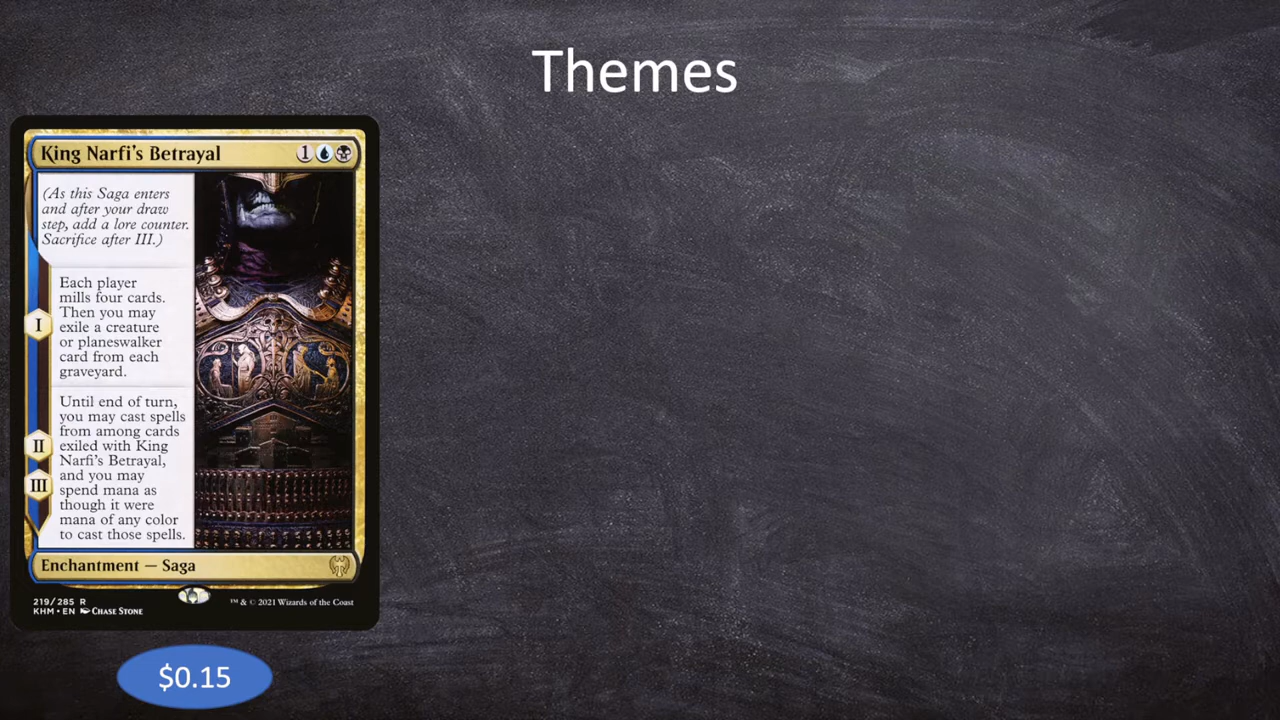 Themes
King Narfi's Betrayal 1
(As this Saga enters
and after your draw
step, add a lore counter.
Sacrifice after III.)
I
Each player
mills four cards.
Then you may
exile a creature
or planeswalker
card from each
graveyard.
II
III
Until end of turn,
you may cast spells
from among cards
exiled with King
Narfi's Betrayal,
and you may
spend mana as
though it were
mana of any color
to cast those spells.
Enchantment — Saga
219/285 R
KHM • EN Chase Stone
™ & © 2021 Wizards of the Coast
$0.15